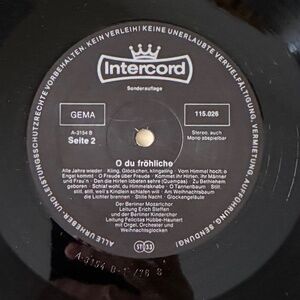 KEIN VERLEIH! KEINE UNERLAUBTE VERVIELFÄLTIGUNG, VERMIETUNG, AUFFÜHRUNG, SENDUNG!
ALLE URHEBER- UND LEISTUNGSSCHUTZRECHTE VORBEHALTEN.
Intercord
Sonderauflage
GEMA
115.026
A-3154 B
Seite 2
Stereo, auch
Mono abspielbar
O du fröhliche
Alle Jahre wieder · Kling, Glöckchen, klingeling · Vom Himmel hoch o
Engel kommt · O Freude über Freude · Kommet ihr Hirten, ihr Männer
und Frau'n · Den die Hirten lobeten sehre (Quempas) · Zu Bethlehem
geboren · Schlaf wohl, du Himmelsknabe · O Tannenbaum · Still,
still, still, weil's Kindlein schlafen will · Am Weihnachtsbaume
die Lichter brennen · Stille Nacht · Glockengeläute
Der Berliner Mozartchor
Leitung Erich Steffen
und der Berliner Kinderchor
Leitung Felicitas Hübbe-Haunert
mit Orgel, Orchester und
Weihnachtsglocken
ST 33